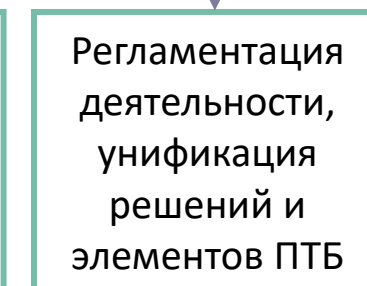 Регламентация
деятельности,
унификация
решений и
элементов ПТБ